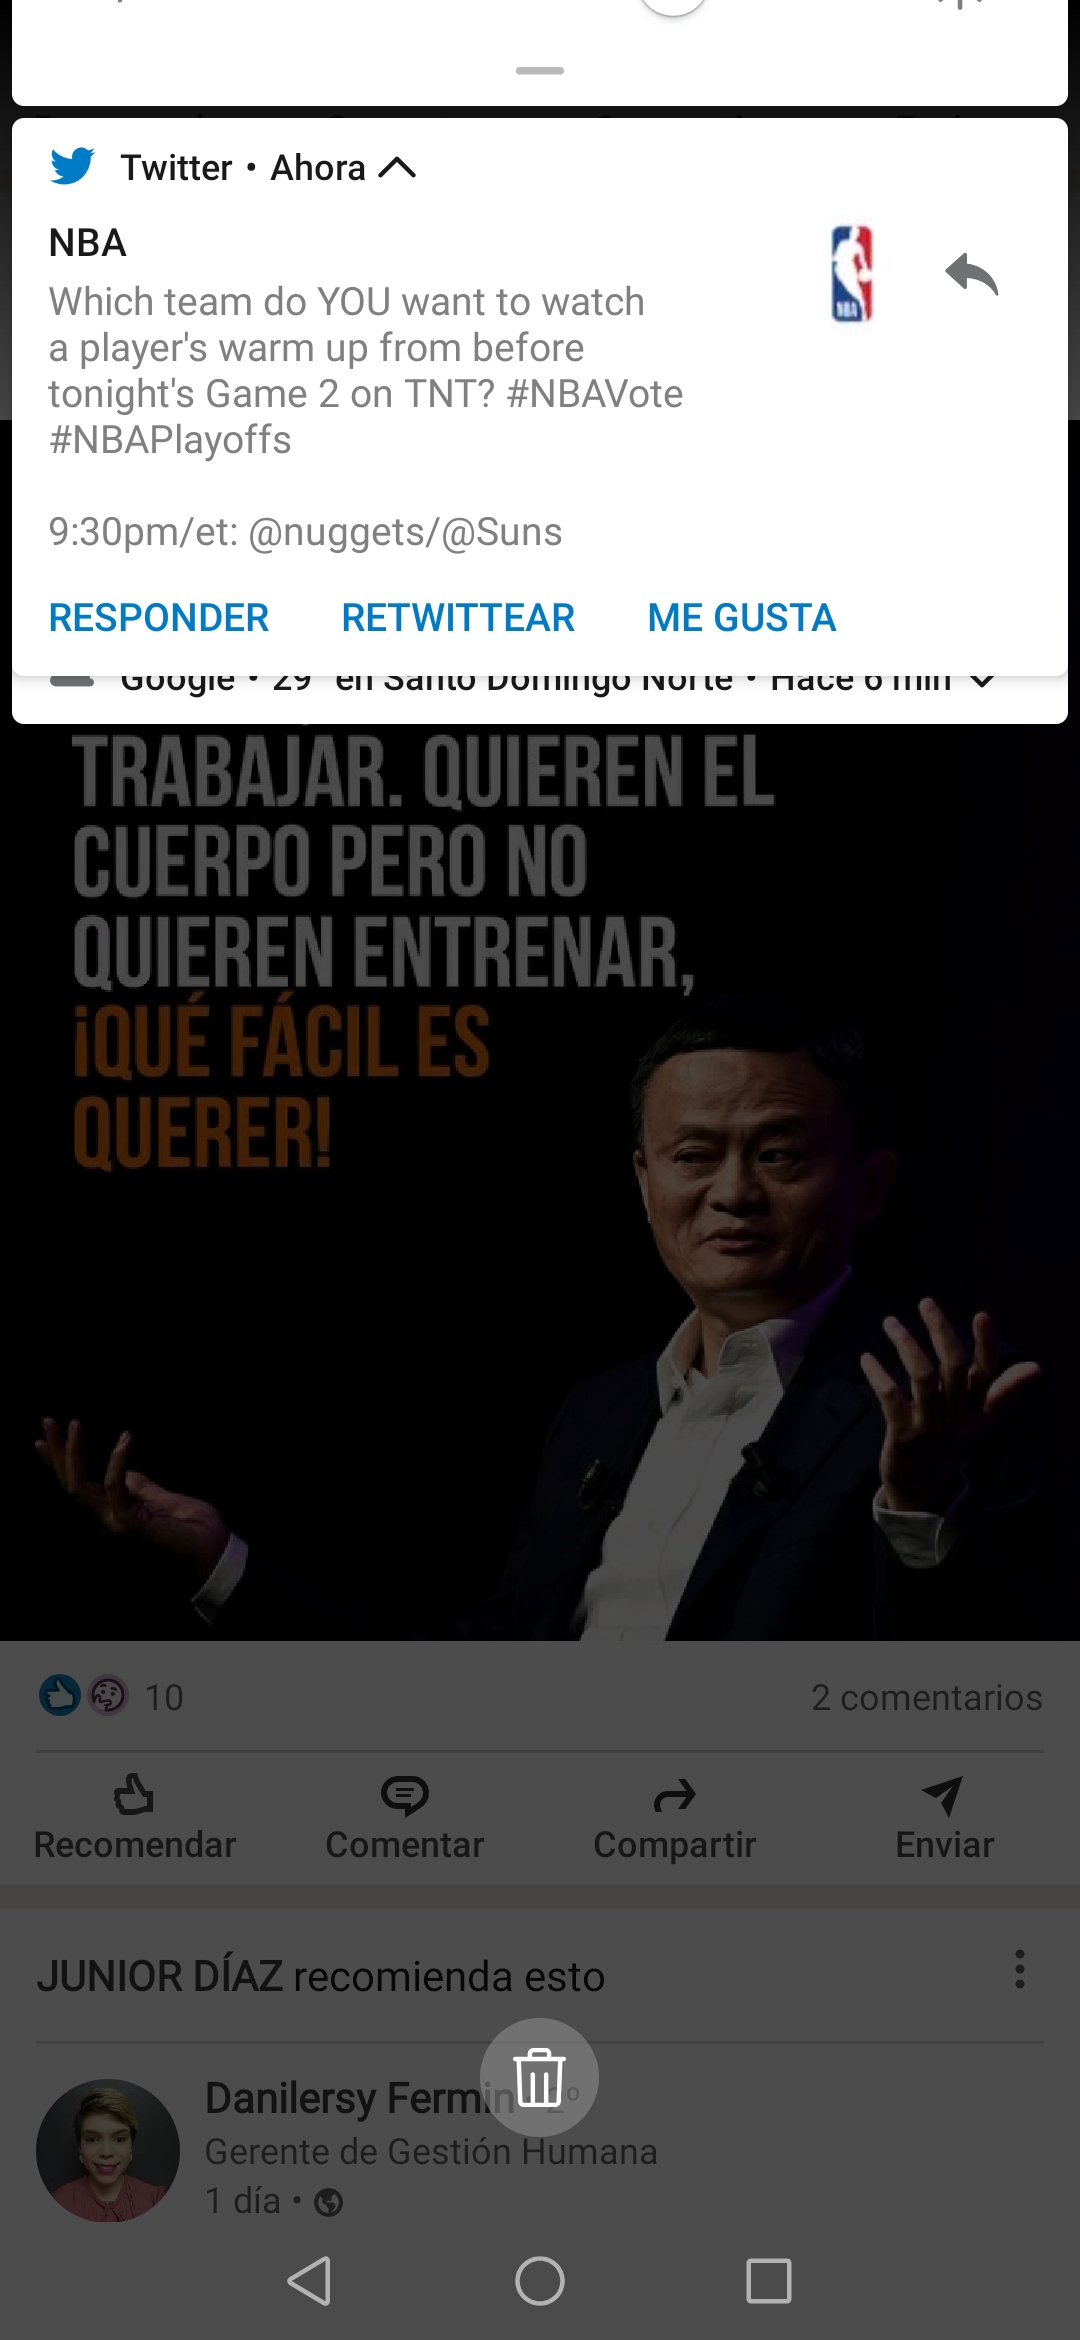 Twitter • Ahora
NBA
Which team do YOU want to watch
a player's warm up from before
tonight's Game 2 on TNT? #NBAVote
#NBAPlayoffs
9:30pm/et: @nuggets/@Suns
RESPONDER RETWITTEAR ME GUSTA
Google • 29° en Santo Domingo Norte • Hace 6 min
TRABAJAR. QUIEREN EL
CUERPO PERO NO
QUIEREN ENTRENAR,
¡QUÉ FÁCIL ES
QUERER!
10 2 comentarios
Recomendar Comentar Compartir Enviar
JUNIOR DÍAZ recomienda esto
Danilersy Fermin 2º
Gerente de Gestión Humana
1 día •